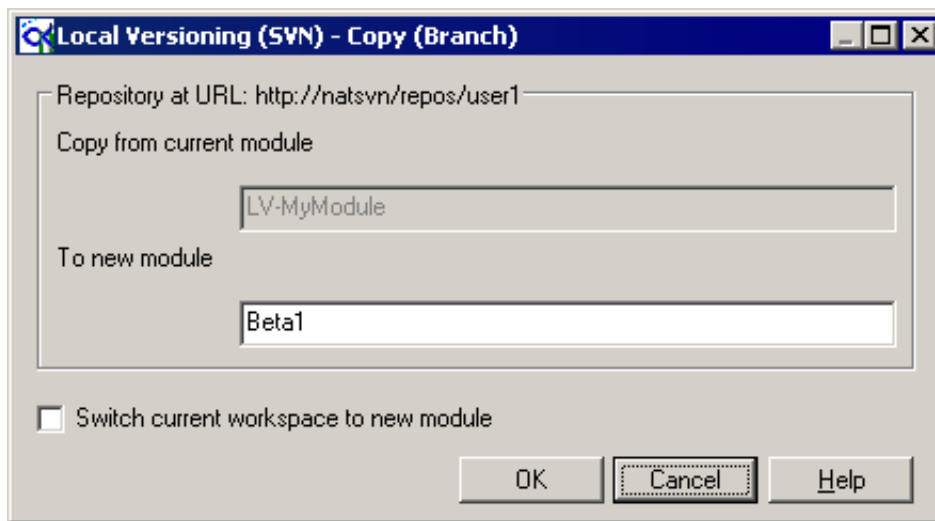 Local Versioning (SVN) - Copy (Branch)
Repository at URL: http://natsvn/repos/user1
Copy from current module
LV-MyModule
To new module
Beta1
Switch current workspace to new module
OK Cancel Help